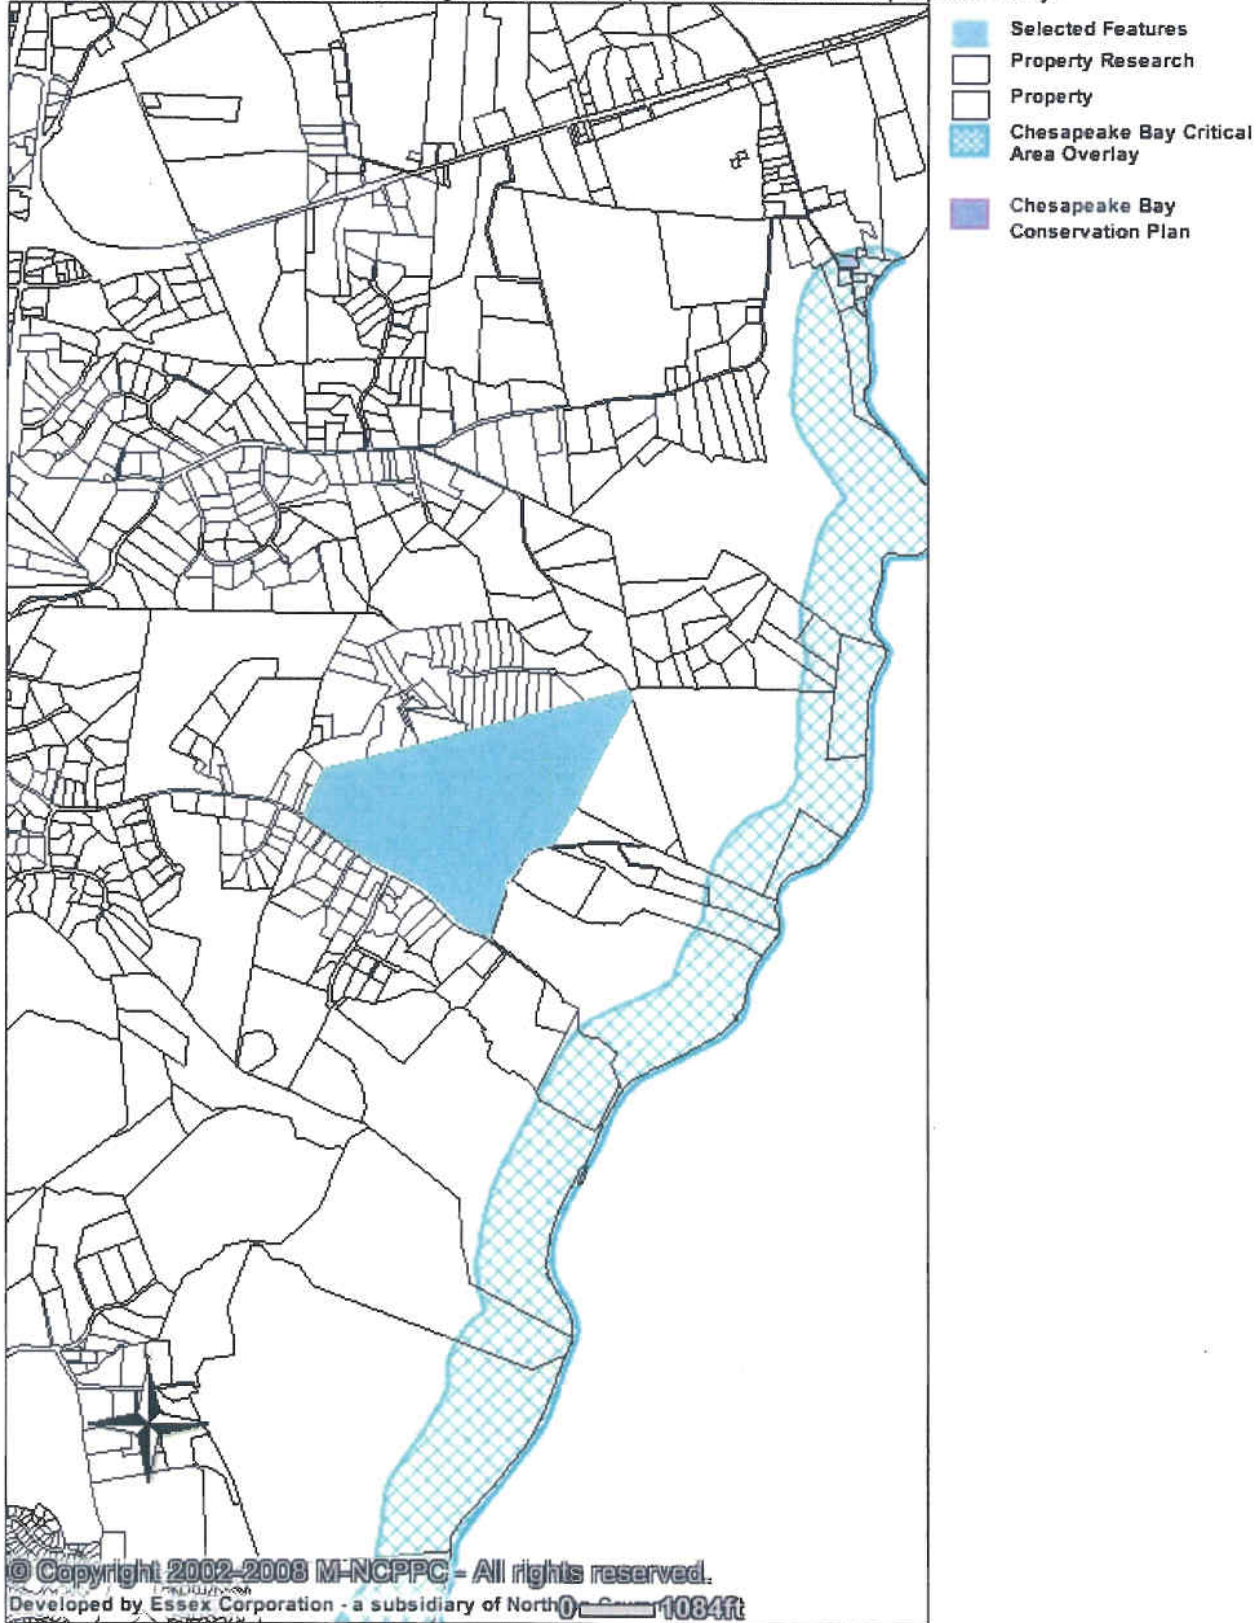 Selected Features
Property Research
Property
Chesapeake Bay Critical
Area Overlay
Chesapeake Bay
Conservation Plan
© Copyright 2002-2008 M-NCPPC - All rights reserved.
Developed by Essex Corporation - a subsidiary of North
0 1084ft